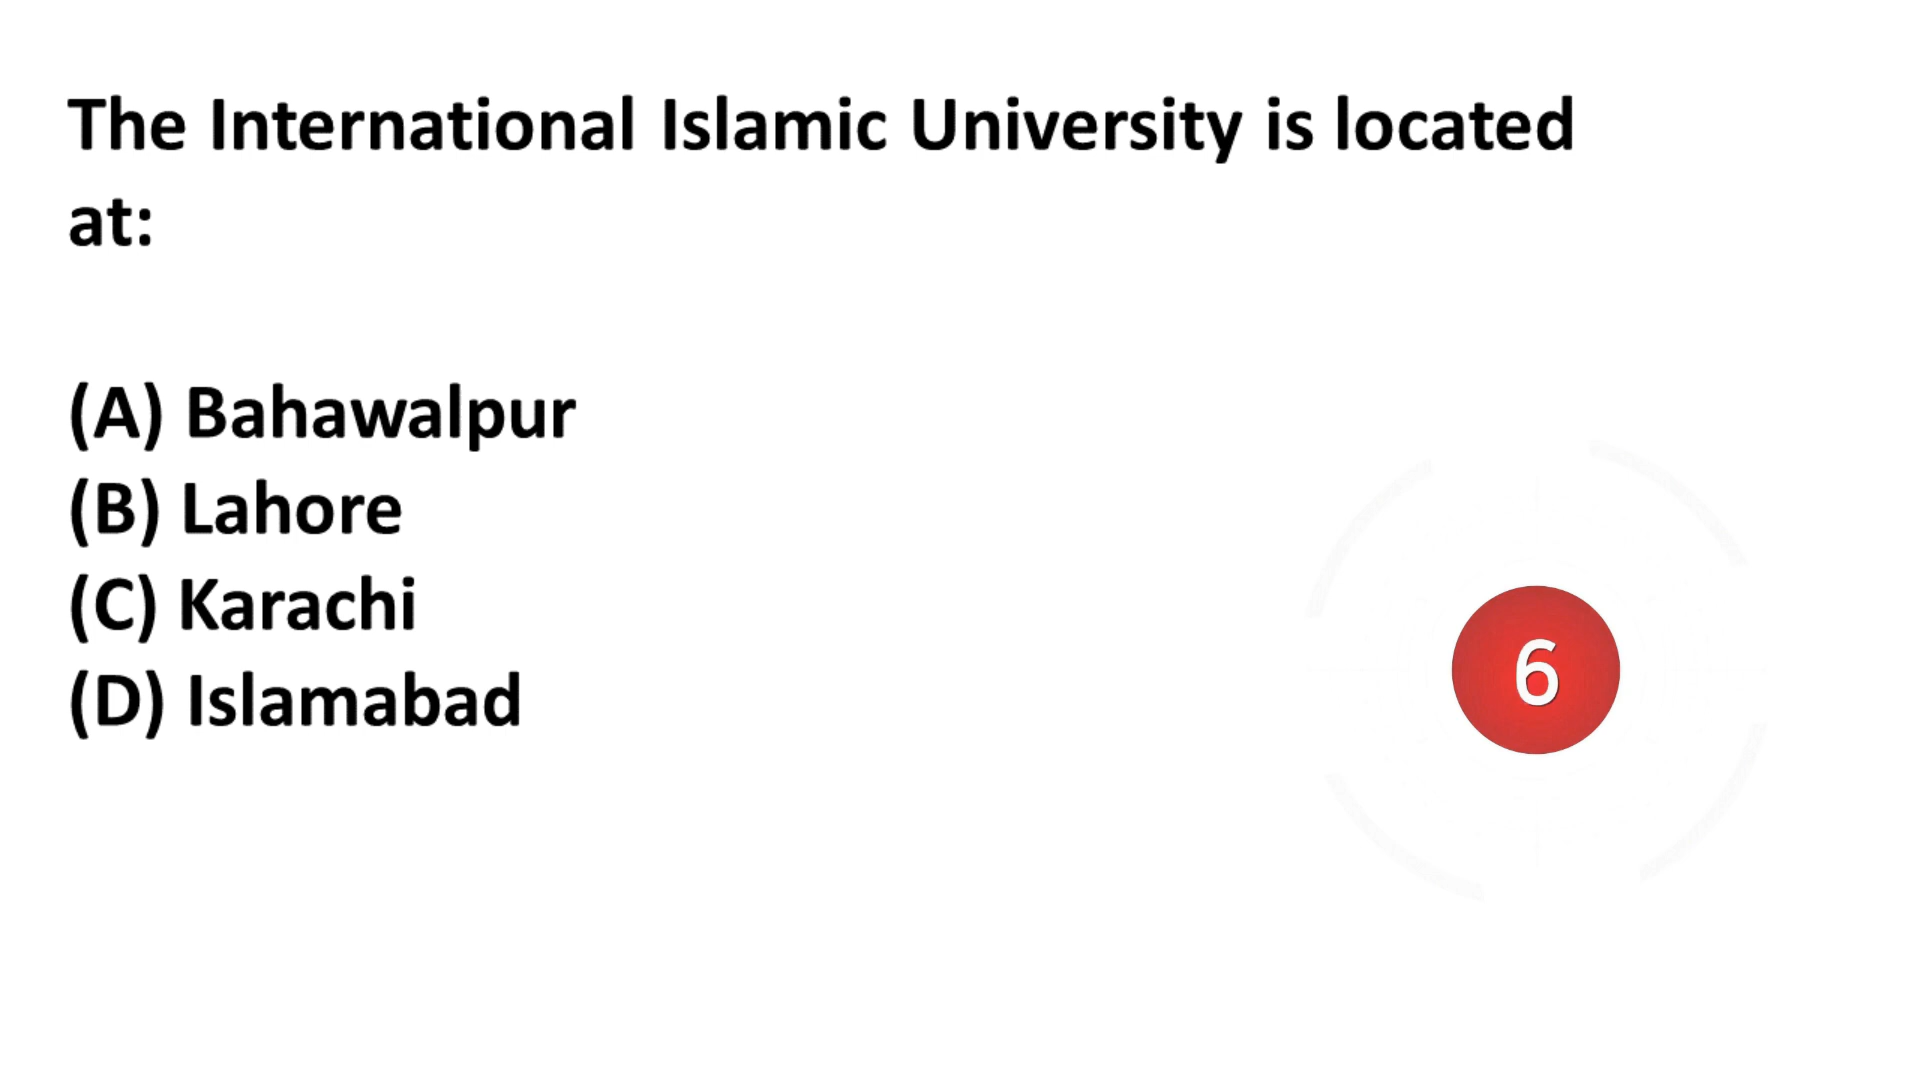 The International Islamic University is located
at:
(A) Bahawalpur
(B) Lahore
(C) Karachi
(D) Islamabad
6